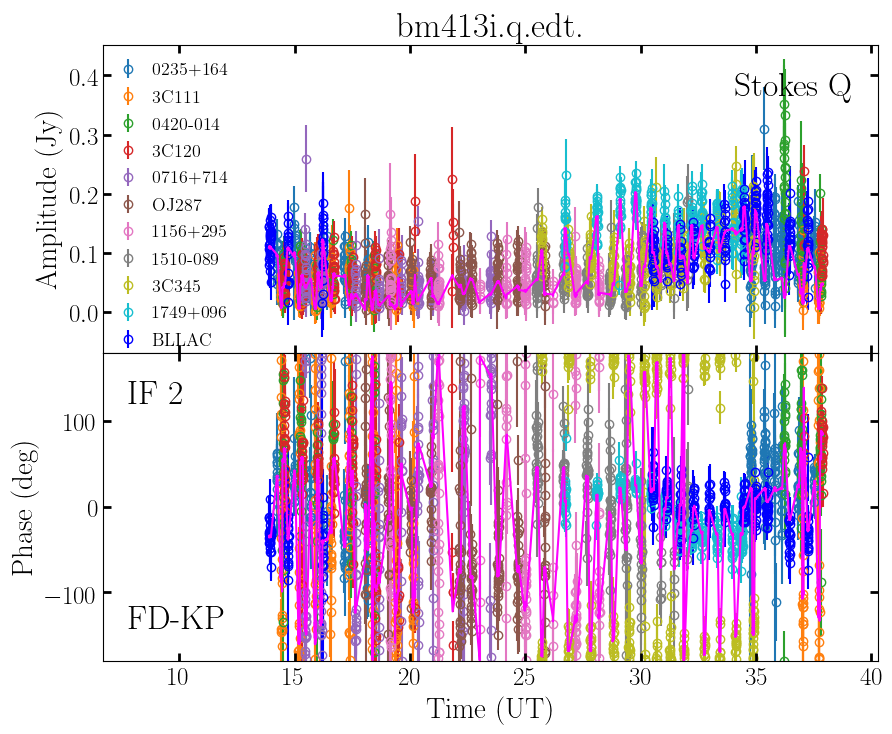 bm413i.q.edt.
Stokes Q
0235+164
3C111
0420-014
3C120
0716+714
OJ287
1156+295
1510-089
3C345
1749+096
BLLAC
Amplitude (Jy)
0.4
0.3
0.2
0.1
0.0
IF 2
FD-KP
Phase (deg)
100
0
−100
10 15 20 25 30 35 40
Time (UT)